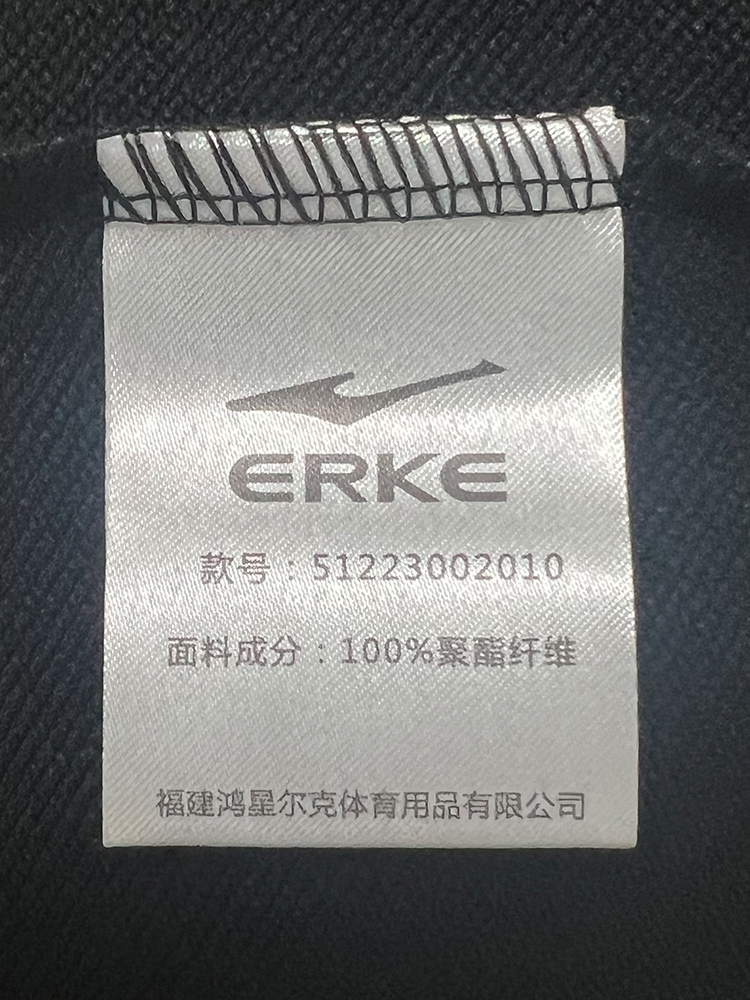 ERKE
款号：51223002010
面料成分：100%聚酯纤维
福建鸿星尔克体育用品有限公司